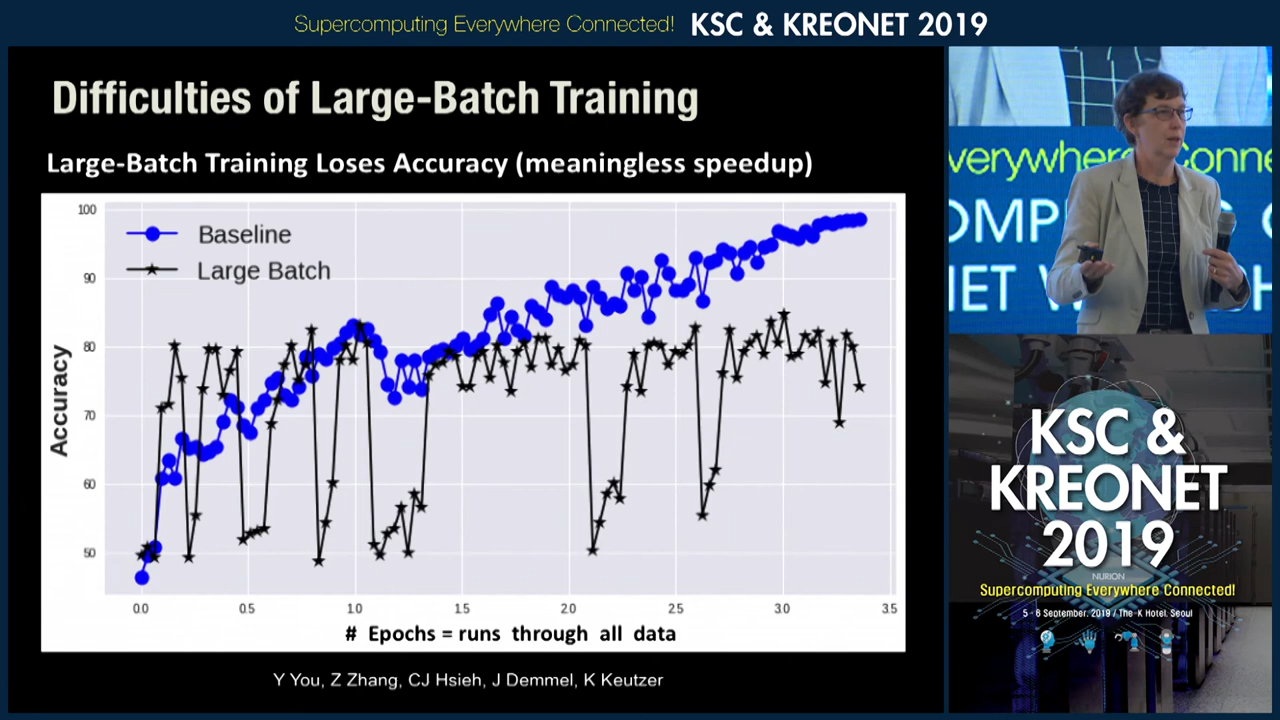 Supercomputing Everywhere Connected! KSC & KREONET 2019
Difficulties of Large-Batch Training
Large-Batch Training Loses Accuracy (meaningless speedup)
100
90
80
70
60
50
Accuracy
Baseline
Large Batch
0.0 0.5 1.0 1.5 2.0 2.5 3.0 3.5
# Epochs = runs through all data
Y You, Z Zhang, CJ Hsieh, J Demmel, K Keutzer
verywhere Conne
OMP
NET W SH
KSC &
KREONET
2019
NURION
Supercomputing Everywhere Connected!
5 - 6 September. 2019 / The-K Hotel, Seoul